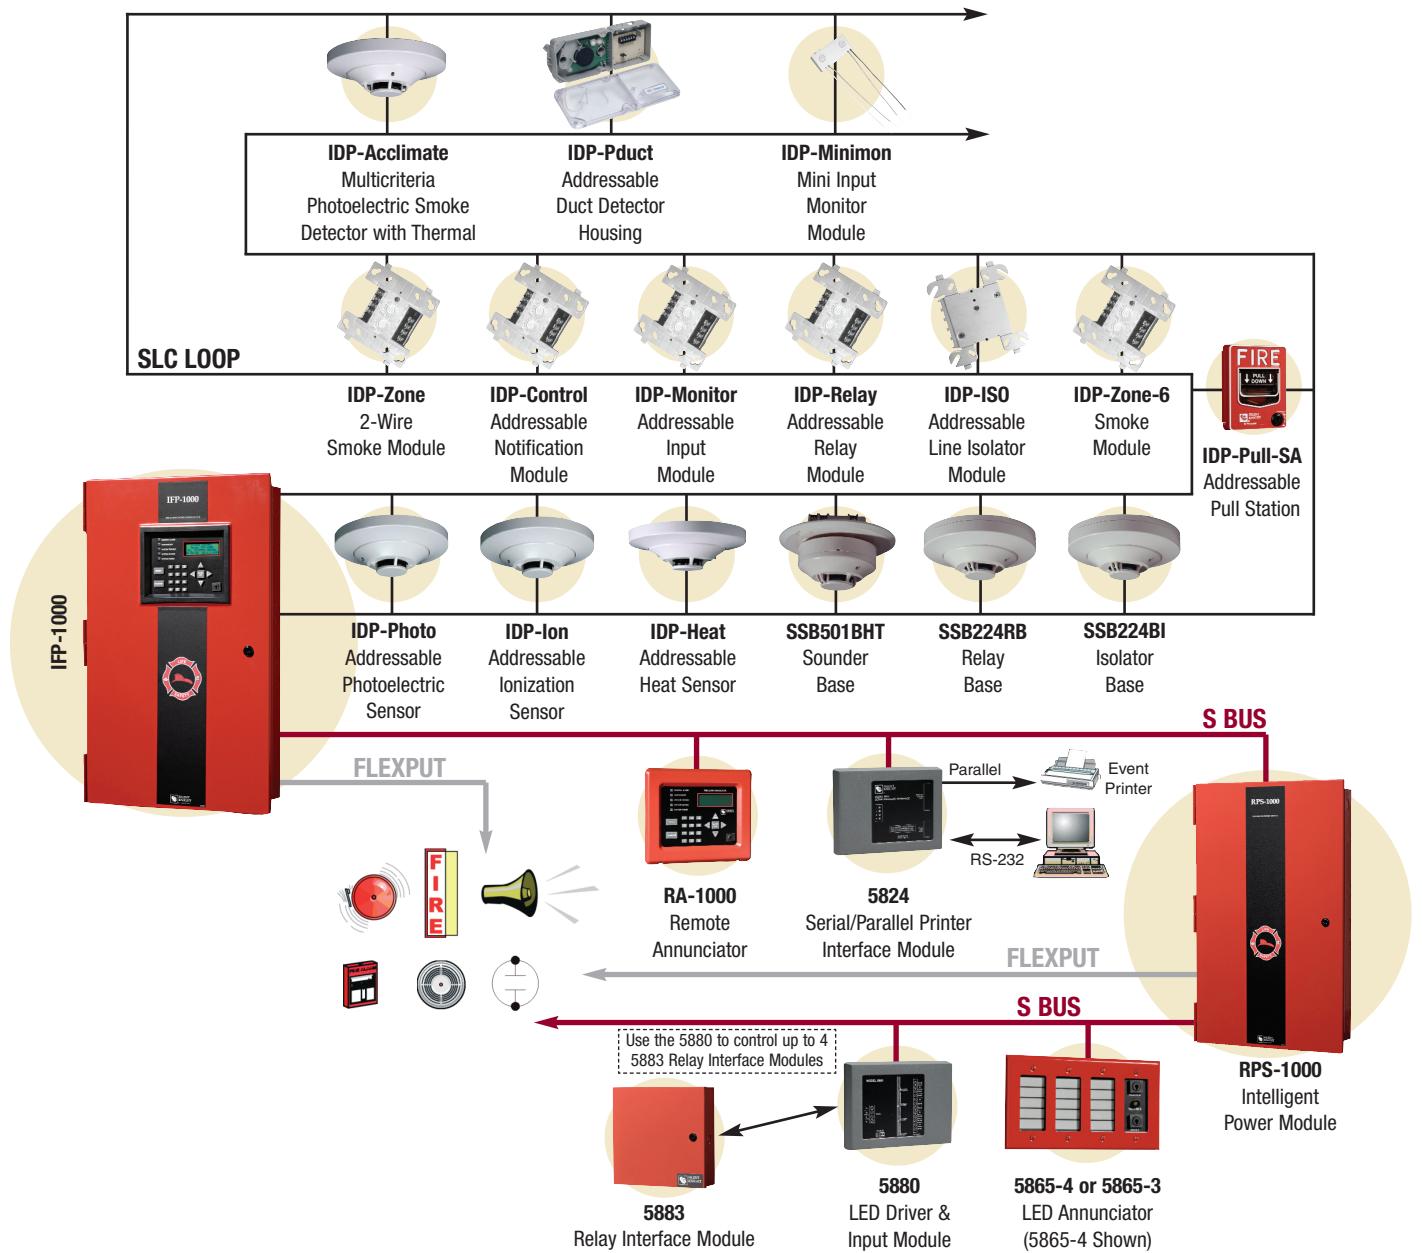 IDP-Acclimate
Multicriteria
Photoelectric Smoke
Detector with Thermal
IDP-Pduct
Addressable
Duct Detector
Housing
IDP-Minimon
Mini Input
Monitor
Module
SLC LOOP
IDP-Zone
2-Wire
Smoke Module
IDP-Control
Addressable
Notification
Module
IDP-Monitor
Addressable
Input
Module
IDP-Relay
Addressable
Relay
Module
IDP-ISO
Addressable
Line Isolator
Module
IDP-Zone-6
Smoke
Module
FIRE
PULL
DOWN
IDP-Pull-SA
Addressable
Pull Station
IFP-1000
IFP-1000
IDP-Photo
Addressable
Photoelectric
Sensor
IDP-Ion
Addressable
Ionization
Sensor
IDP-Heat
Addressable
Heat Sensor
SSB501BHT
Sounder
Base
SSB224RB
Relay
Base
SSB224BI
Isolator
Base
S BUS
FLEXPUT
FIRE
RA-1000
Remote
Annunciator
Parallel
Event
Printer
RS-232
5824
Serial/Parallel Printer
Interface Module
RPS-1000
FLEXPUT
S BUS
Use the 5880 to control up to 4
5883 Relay Interface Modules
RPS-1000
Intelligent
Power Module
5883
Relay Interface Module
5880
LED Driver &
Input Module
5865-4 or 5865-3
LED Annunciator
(5865-4 Shown)